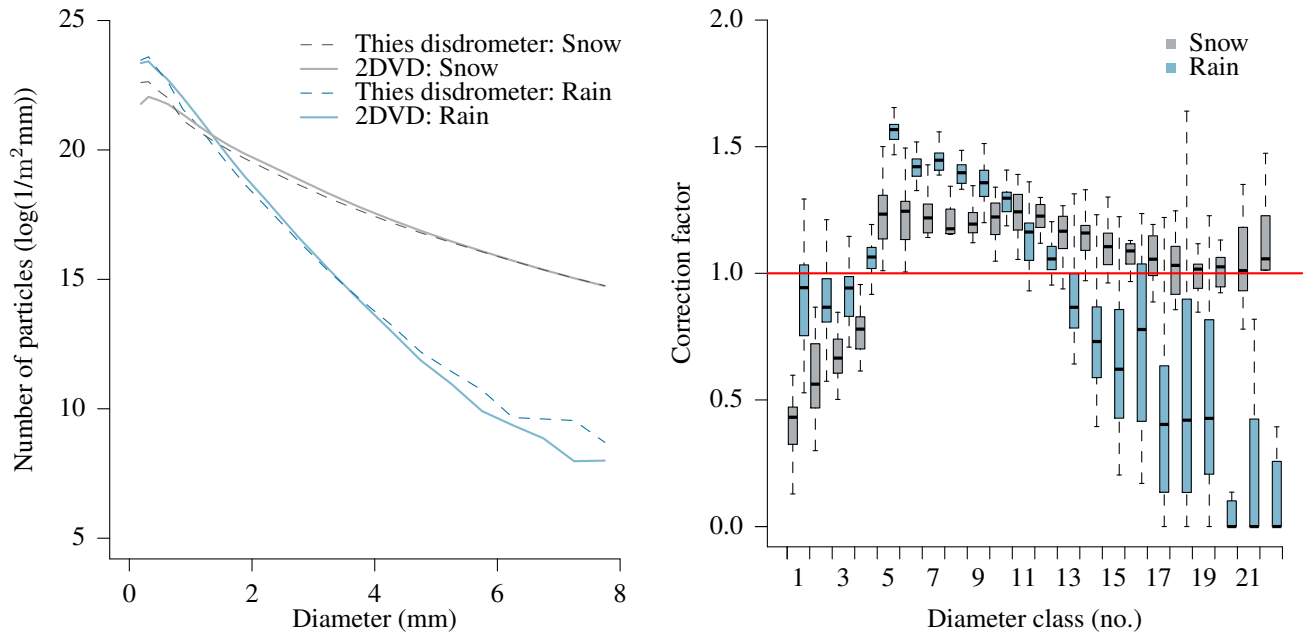 25
20
15
10
5
Number of particles (log(1/m²mm))
Thies disdrometer: Snow
2DVD: Snow
Thies disdrometer: Rain
2DVD: Rain
0 2 4 6 8
Diameter (mm)
2.0
1.5
1.0
0.5
0.0
Correction factor
Snow
Rain
1 3 5 7 9 11 13 15 17 19 21
Diameter class (no.)